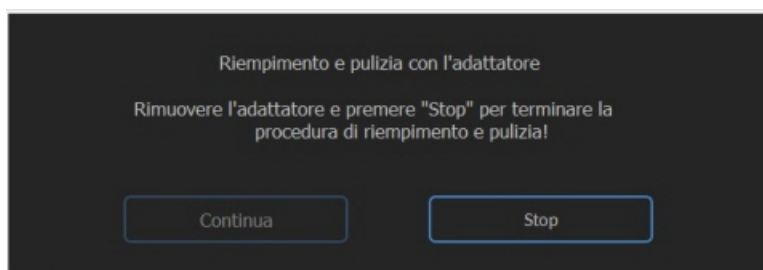 Riempimento e pulizia con l'adattatore
Rimuovere l'adattatore e premere "Stop" per terminare la
procedura di riempimento e pulizia!
Continua
Stop